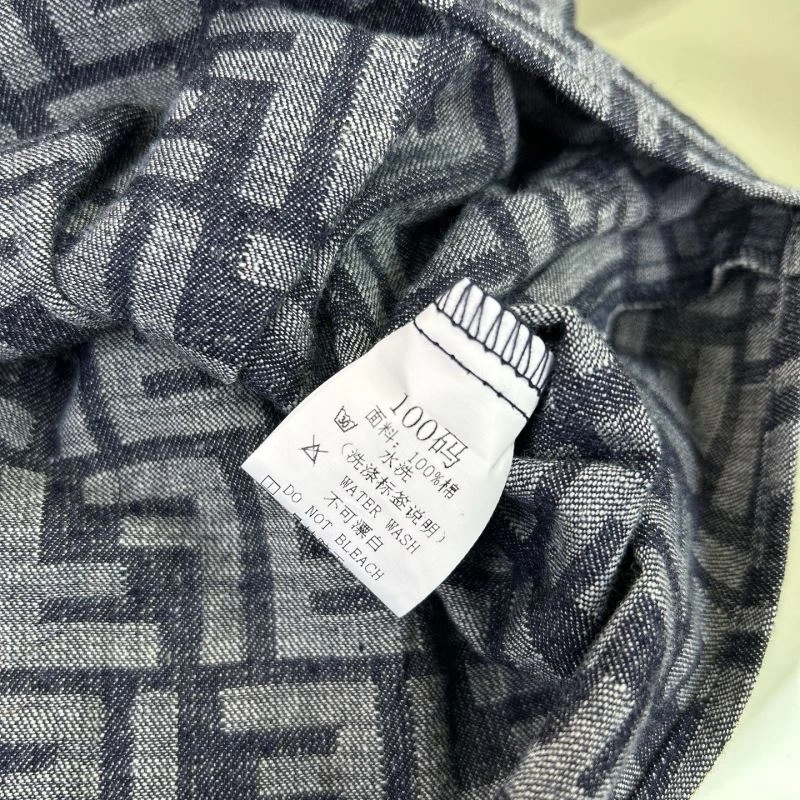 100码
面料：100%棉
30
水洗
（洗涤标签说明）
WATER WASH
不可漂白
DO NOT BLEACH